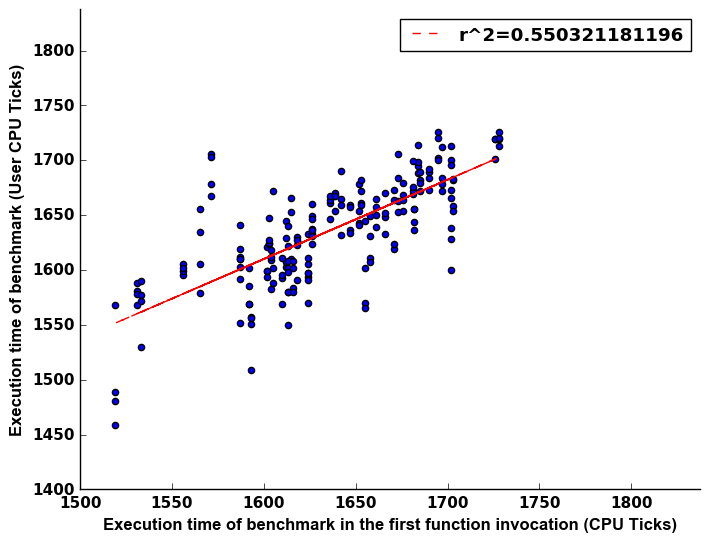 r^2=0.550321181196
Execution time of benchmark (User CPU Ticks)
1800
1750
1700
1650
1600
1550
1500
1450
1400
1500 1550 1600 1650 1700 1750 1800
Execution time of benchmark in the first function invocation (CPU Ticks)